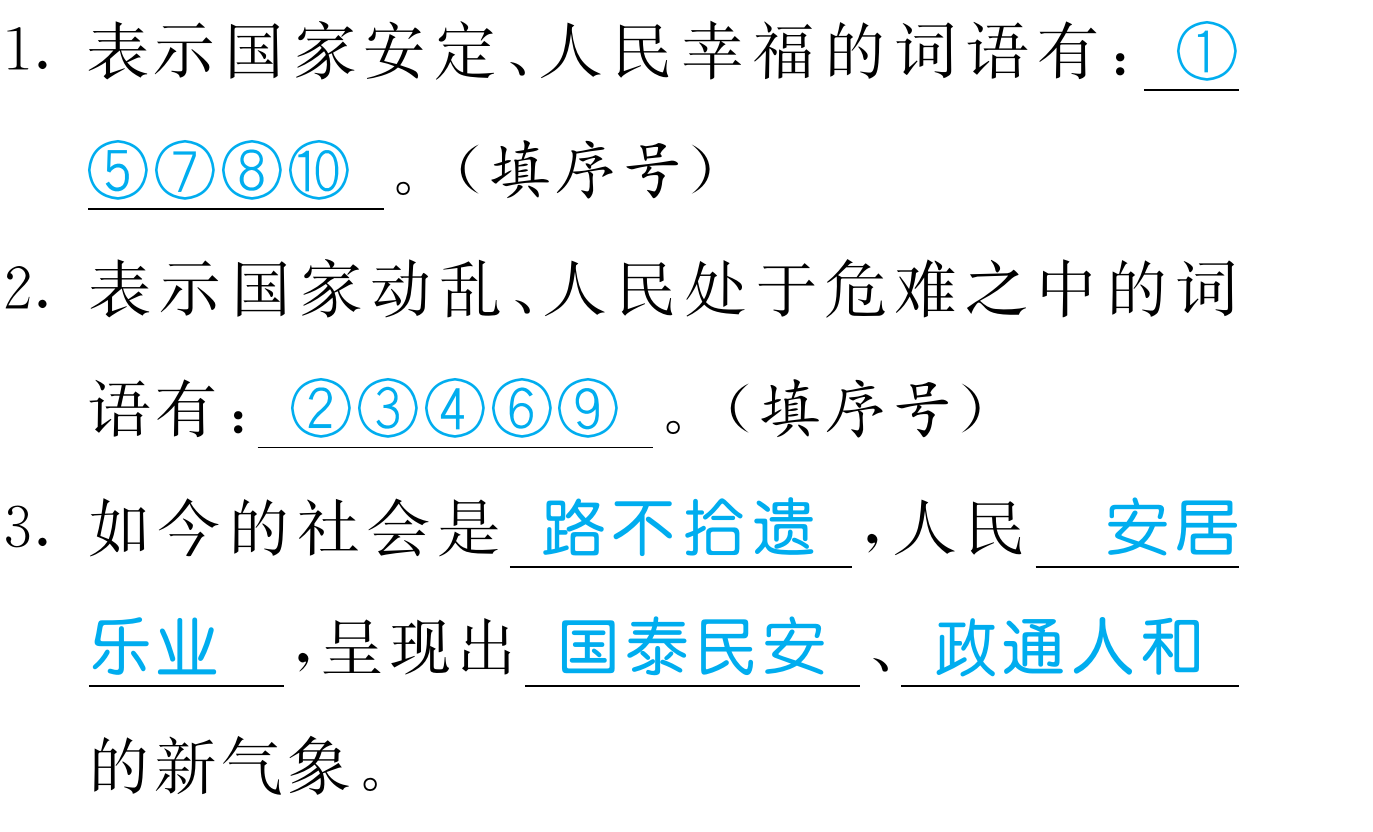 1. 表示国家安定、人民幸福的词语有：①
⑤⑦⑧⑩。（填序号）
2. 表示国家动乱、人民处于危难之中的词
语有：②③④⑥⑨。（填序号）
3. 如今的社会是路不拾遗，人民安居
乐业，呈现出国泰民安、政通人和
的新气象。